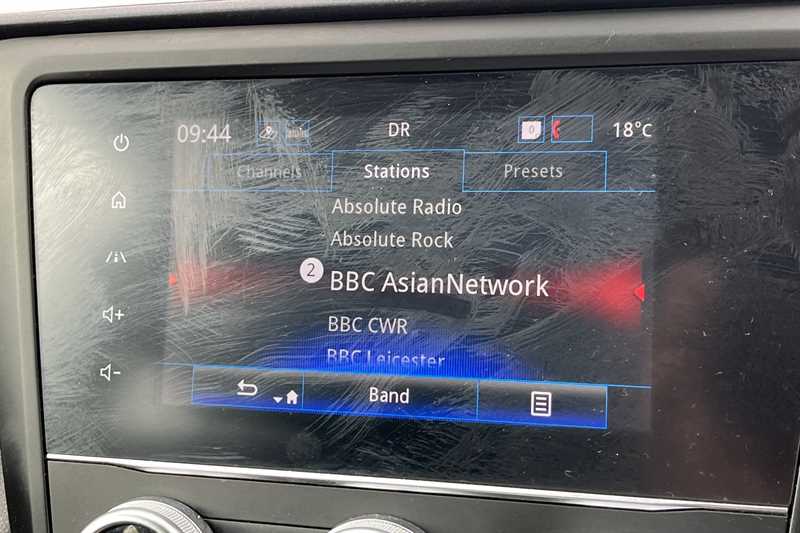 09:44
DR
0
18°C
Channels
Stations
Presets
Absolute Radio
Absolute Rock
2
BBC AsianNetwork
BBC CWR
BBC Leicester
Band